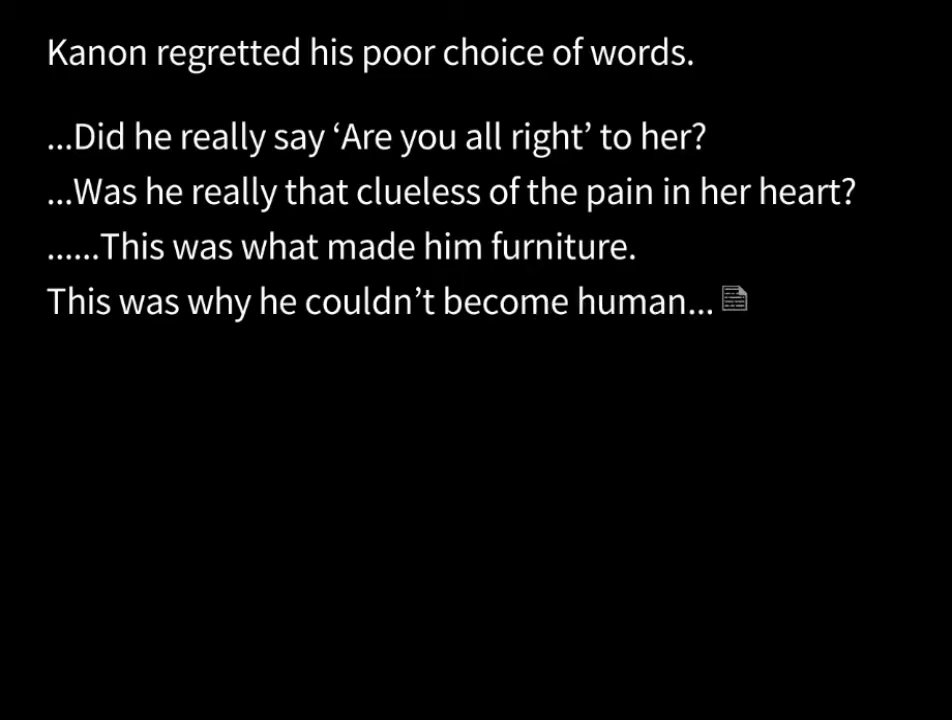 Kanon regretted his poor choice of words.
...Did he really say ‘Are you all right’ to her?
...Was he really that clueless of the pain in her heart?
......This was what made him furniture.
This was why he couldn’t become human...